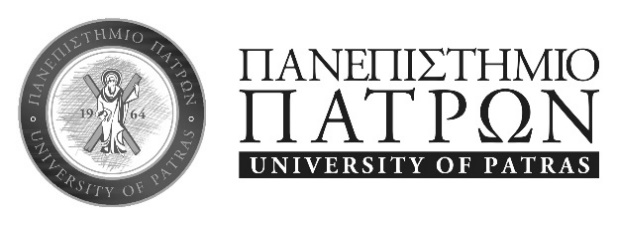 ΠΑΝΕΠΙΣΤΗΜΙΟ ΠΑΤΡΩΝ
19 64
UNIVERSITY OF PATRAS
ΠΑΝΕΠΙΣΤΗΜΙΟ
ΠΑΤΡΩΝ
UNIVERSITY OF PATRAS